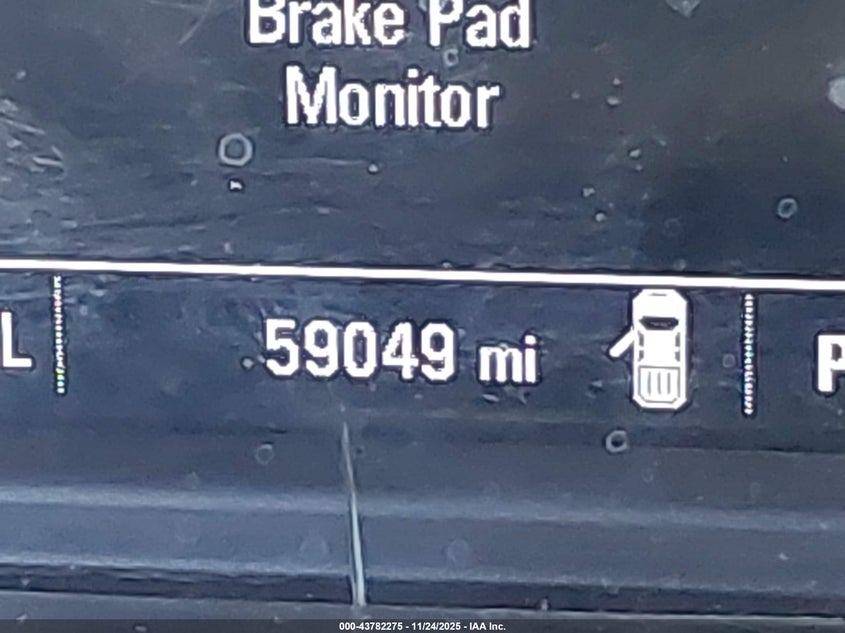 Brake Pad
Monitor
L
59049 mi
P
000-43782275 - 11/24/2025 - IAA Inc.